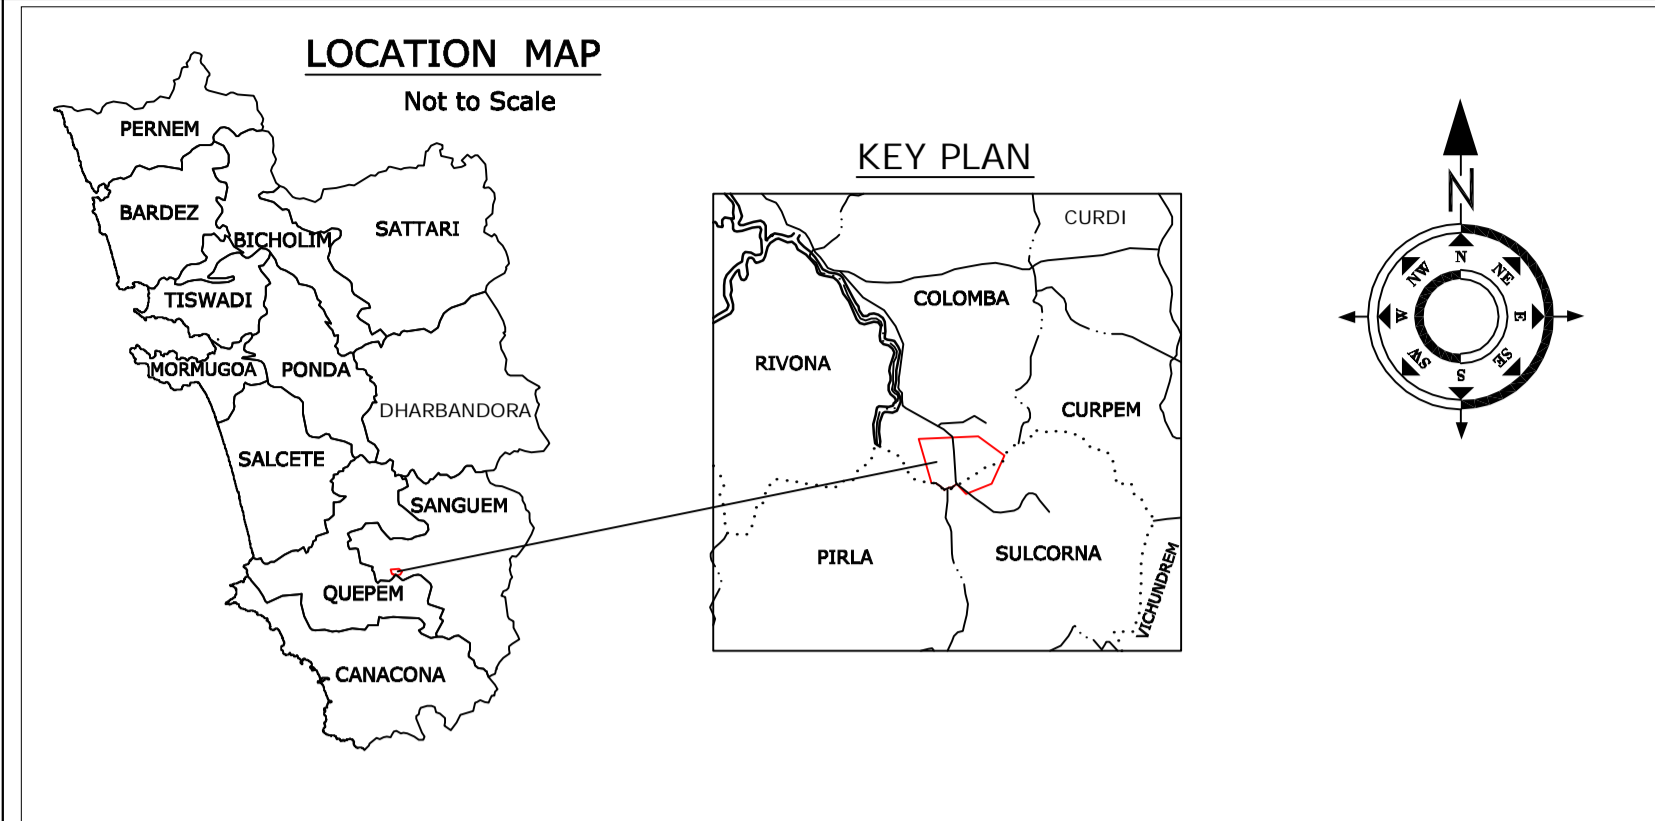 LOCATION MAP
Not to Scale
PERNEM
BARDEZ
BICHOLIM
SATTARI
TISWADI
MORMUGOA
PONDA
DHARBANDORA
SALCETE
SANGUEM
QUEPEM
CANACONA
KEY PLAN
CURDI
COLOMBA
RIVONA
CURPEM
PIRLA
SULCORNA
VICHUNDREM
N
N
NE
E
SE
S
SW
W
NW